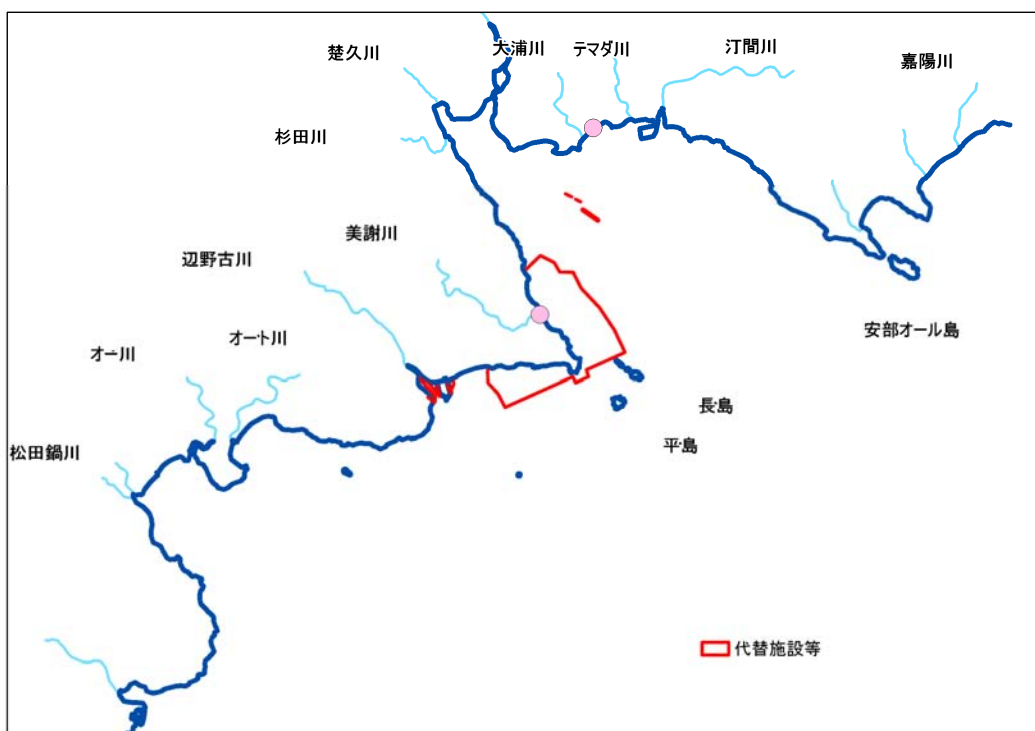 楚久川
大浦川
テマダ川
汀間川
嘉陽川
杉田川
美謝川
辺野古川
安部オール島
オー川
オートト川
長島
平島
松田鍋川
代替施設等